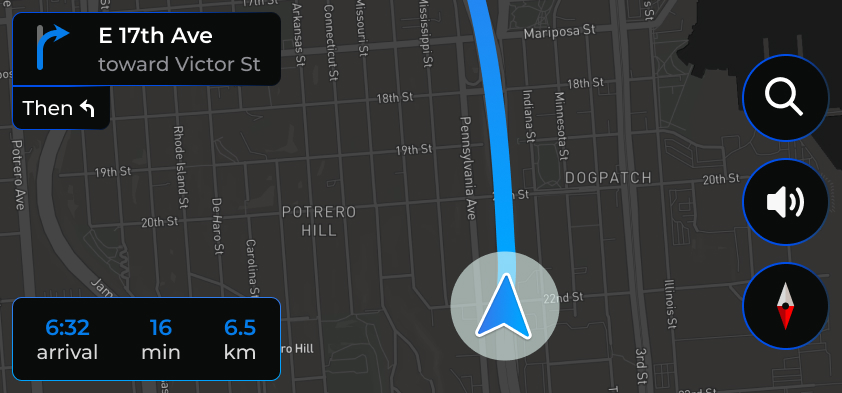 17th St
E 17th Ave
toward Victor St
Then
Arkansas St
Connecticut St
Missouri St
Mississippi St
Mariposa St
18th St
18th St
Indiana St
Minnesota St
Pennsylvania Ave
Potrero Ave
Rhode Island St
19th St
19th St
DOGPATCH
20th St
20th St
POTRERO
HILL
De Haro St
Carolina St
22nd St
Illinois St
3rd St
6:32
arrival
16
min
6.5
km